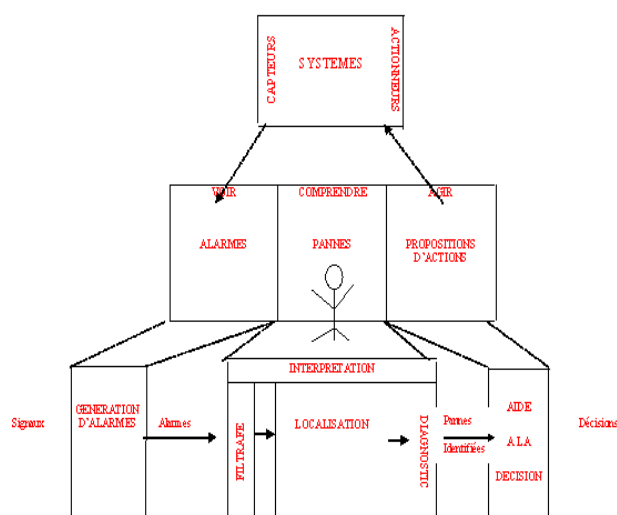 CAPTEURS
SYSTEMES
ACTIONNEURS
VOIR
COMPRENDRE
AGIR
ALARMES
PANNES
PROPOSITIONS
D'ACTIONS
INTERPRETATION
Signaux
GENERATION
D'ALARMES
Alarmes
FILTRAFE
LOCALISATION
DIAGNOSTIC
Pannes
Identifiées
AIDE
A LA
DECISION
Décisions